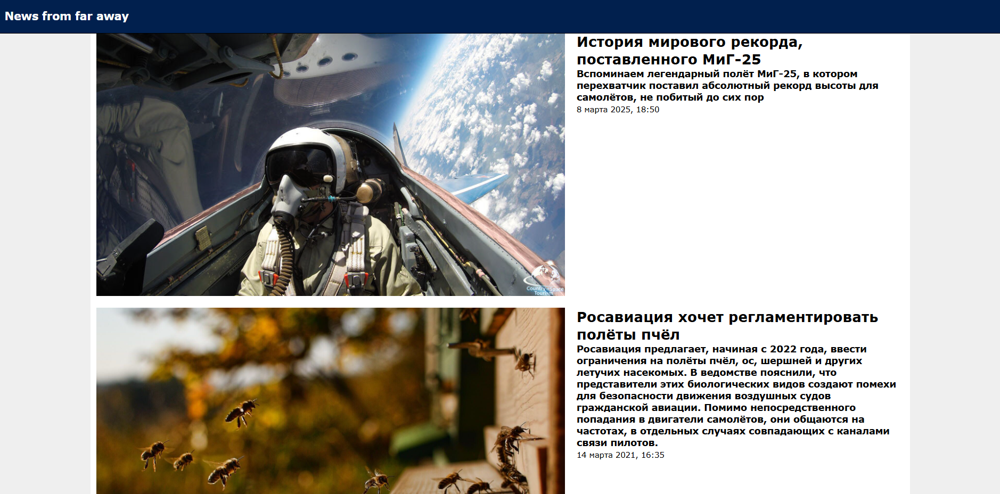 News from far away
История мирового рекорда,
поставленного МиГ-25
Вспоминаем легендарный полёт МиГ-25, в котором
перехватчик поставил абсолютный рекорд высоты для
самолётов, не побитый до сих пор
8 марта 2025, 18:50
Country of Space
Tourism
Росавиация хочет регламентировать
полёты пчёл
Росавиация предлагает, начиная с 2022 года, ввести
ограничения на полёты пчёл, ос, шершней и других
летучих насекомых. В ведомстве пояснили, что
представители этих биологических видов создают помехи
для безопасности движения воздушных судов
гражданской авиации. Помимо непосредственного
попадания в двигатели самолётов, они общаются на
частотах, в отдельных случаях совпадающих с каналами
связи пилотов.
14 марта 2021, 16:35